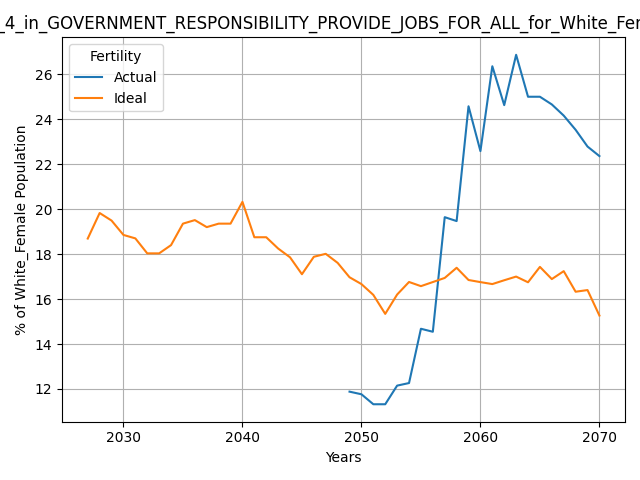 _4_in_GOVERNMENT_RESPONSIBILITY_PROVIDE_JOBS_FOR_ALL_for_White_Fe
Fertility
Actual
Ideal
% of White_Female Population
26
24
22
20
18
16
14
12
2030 2040 2050 2060 2070
Years